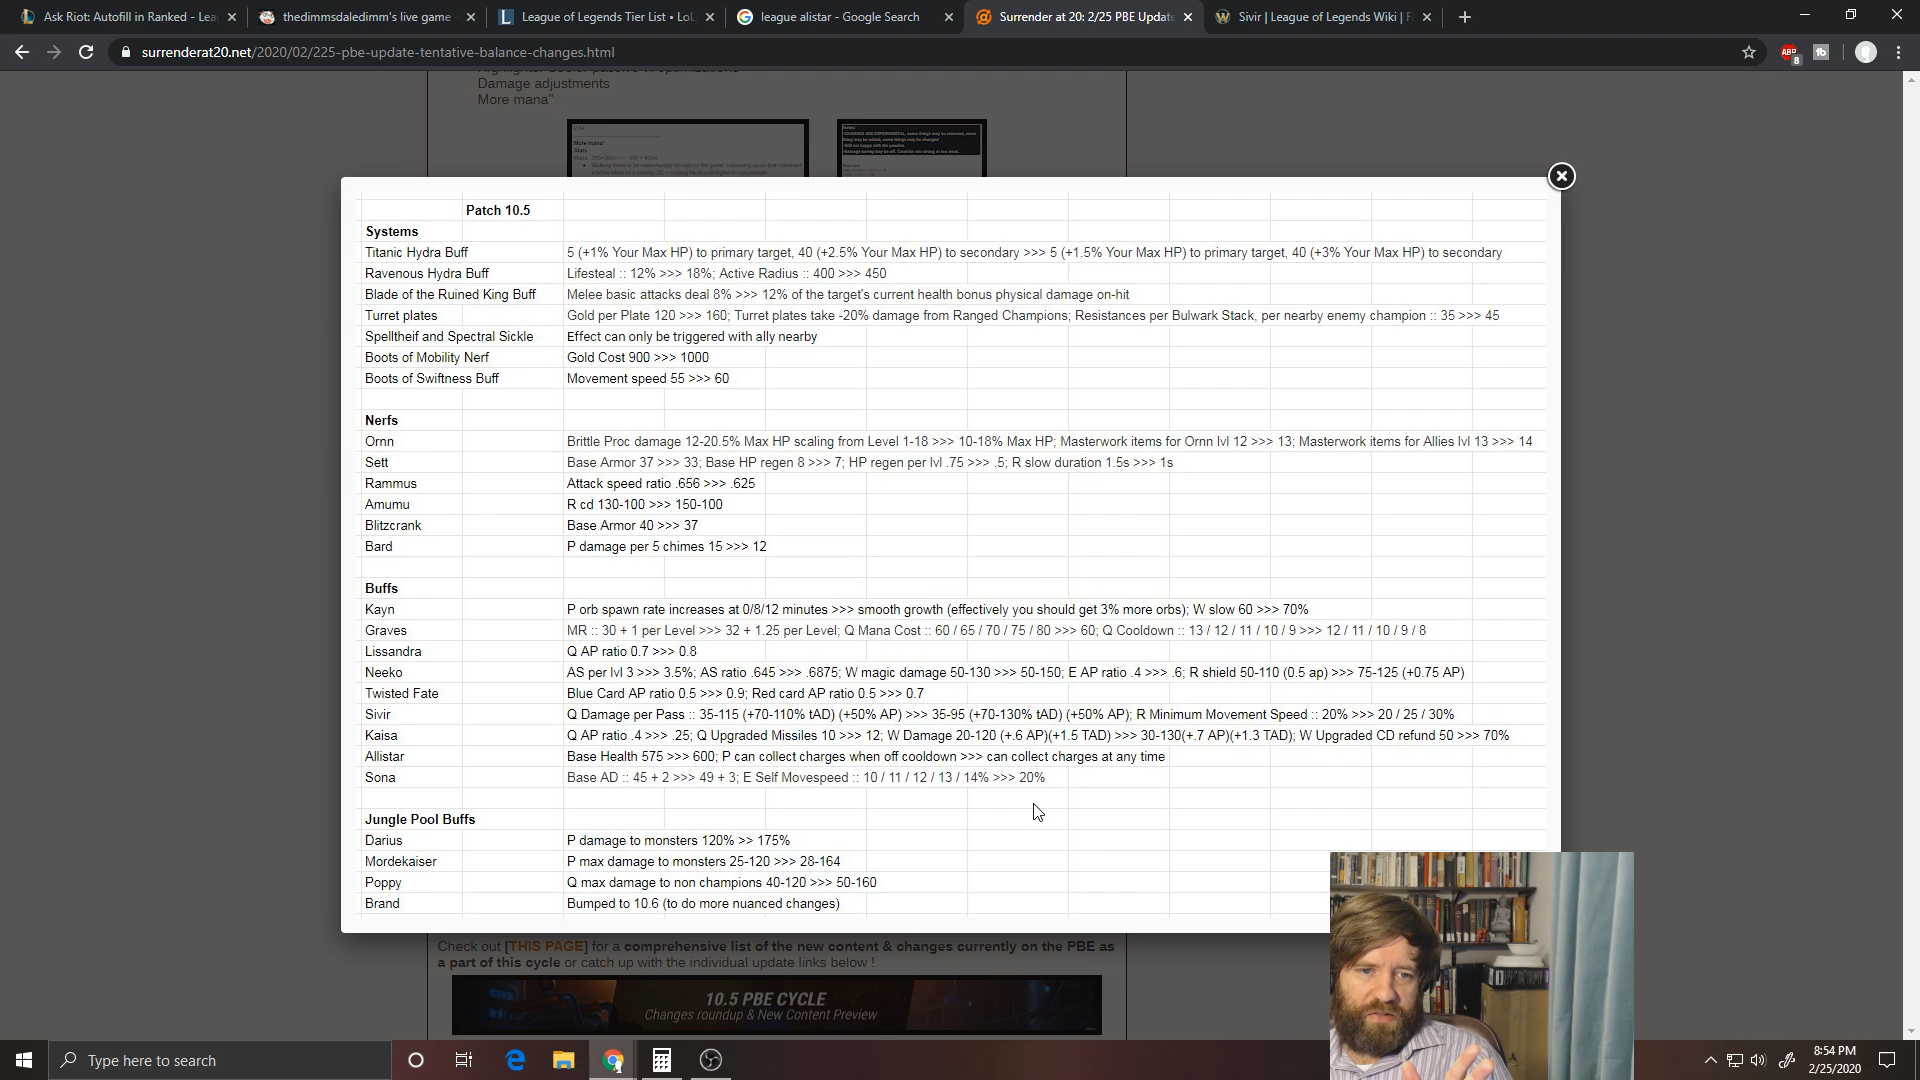 Ask Riot: Autofill in Ranked - Lea
thedimmsdaledimm's live game -
League of Legends Tier List • LoL
league alistar - Google Search
Surrender at 20: 2/25 PBE Update
Sivir | League of Legends Wiki | F
surrenderat20.net/2020/02/225-pbe-update-tentative-balance-changes.html
Damage adjustments
More mana"
Patch 10.5
Systems
Titanic Hydra Buff 5 (+1% Your Max HP) to primary target, 40 (+2.5% Your Max HP) to secondary >>> 5 (+1.5% Your Max HP) to primary target, 40 (+3% Your Max HP) to secondary
Ravenous Hydra Buff Lifesteal :: 12% >>> 18%; Active Radius :: 400 >>> 450
Blade of the Ruined King Buff Melee basic attacks deal 8% >>> 12% of the target's current health bonus physical damage on-hit
Turret plates Gold per Plate 120 >>> 160; Turret plates take -20% damage from Ranged Champions; Resistances per Bulwark Stack, per nearby enemy champion :: 35 >>> 45
Spelltheif and Spectral Sickle Effect can only be triggered with ally nearby
Boots of Mobility Nerf Gold Cost 900 >>> 1000
Boots of Swiftness Buff Movement speed 55 >>> 60
Nerfs
Ornn Brittle Proc damage 12-20.5% Max HP scaling from Level 1-18 >>> 10-18% Max HP; Masterwork items for Ornn lvl 12 >>> 13; Masterwork items for Allies lvl 13 >>> 14
Sett Base Armor 37 >>> 33; Base HP regen 8 >>> 7; HP regen per lvl .75 >>> .5; R slow duration 1.5s >>> 1s
Rammus Attack speed ratio .656 >>> .625
Amumu R cd 130-100 >>> 150-100
Blitzcrank Base Armor 40 >>> 37
Bard P damage per 5 chimes 15 >>> 12
Buffs
Kayn P orb spawn rate increases at 0/8/12 minutes >>> smooth growth (effectively you should get 3% more orbs); W slow 60 >>> 70%
Graves MR :: 30 + 1 per Level >>> 32 + 1.25 per Level; Q Mana Cost :: 60 / 65 / 70 / 75 / 80 >>> 60; Q Cooldown :: 13 / 12 / 11 / 10 / 9 >>> 12 / 11 / 10 / 9 / 8
Lissandra Q AP ratio 0.7 >>> 0.8
Neeko AS per lvl 3 >>> 3.5%; AS ratio .645 >>> .6875; W magic damage 50-130 >>> 50-150; E AP ratio .4 >>> .6; R shield 50-110 (0.5 ap) >>> 75-125 (+0.75 AP)
Twisted Fate Blue Card AP ratio 0.5 >>> 0.9; Red card AP ratio 0.5 >>> 0.7
Sivir Q Damage per Pass :: 35-115 (+70-110% tAD) (+50% AP) >>> 35-95 (+70-130% tAD) (+50% AP); R Minimum Movement Speed :: 20% >>> 20 / 25 / 30%
Kaisa Q AP ratio .4 >>> .25; Q Upgraded Missiles 10 >>> 12; W Damage 20-120 (+.6 AP)(+1.5 TAD) >>> 30-130(+.7 AP)(+1.3 TAD); W Upgraded CD refund 50 >>> 70%
Allistar Base Health 575 >>> 600; P can collect charges when off cooldown >>> can collect charges at any time
Sona Base AD :: 45 + 2 >>> 49 + 3; E Self Movespeed :: 10 / 11 / 12 / 13 / 14% >>> 20%
Jungle Pool Buffs
Darius P damage to monsters 120% >> 175%
Mordekaiser P max damage to monsters 25-120 >>> 28-164
Poppy Q max damage to non champions 40-120 >>> 50-160
Brand Bumped to 10.6 (to do more nuanced changes)
Check out [THIS PAGE] for a comprehensive list of the new content & changes currently on the PBE as
a part of this cycle or catch up with the individual update links below !
10.5 PBE CYCLE
Changes roundup & New Content Preview
Type here to search
8:54 PM
2/25/2020